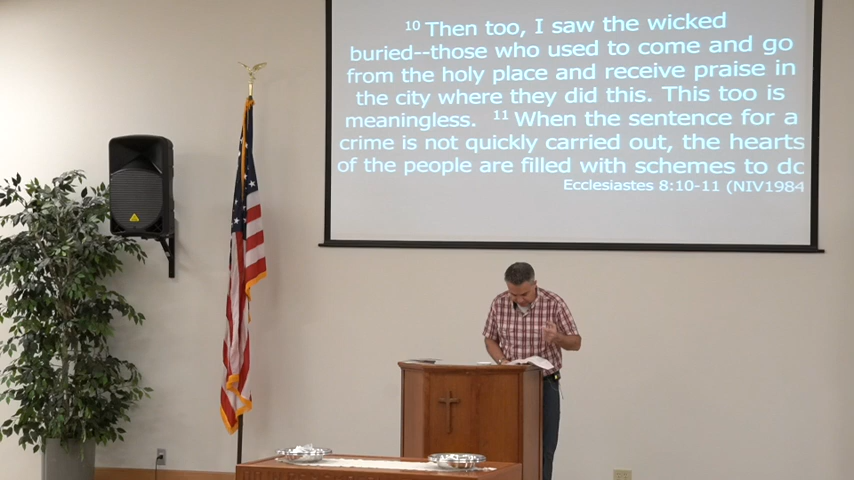 10 Then too, I saw the wicked
buried--those who used to come and go
from the holy place and receive praise in
the city where they did this. This too is
meaningless. 11 When the sentence for a
crime is not quickly carried out, the hearts
of the people are filled with schemes to do
Ecclesiastes 8:10-11 (NIV1984